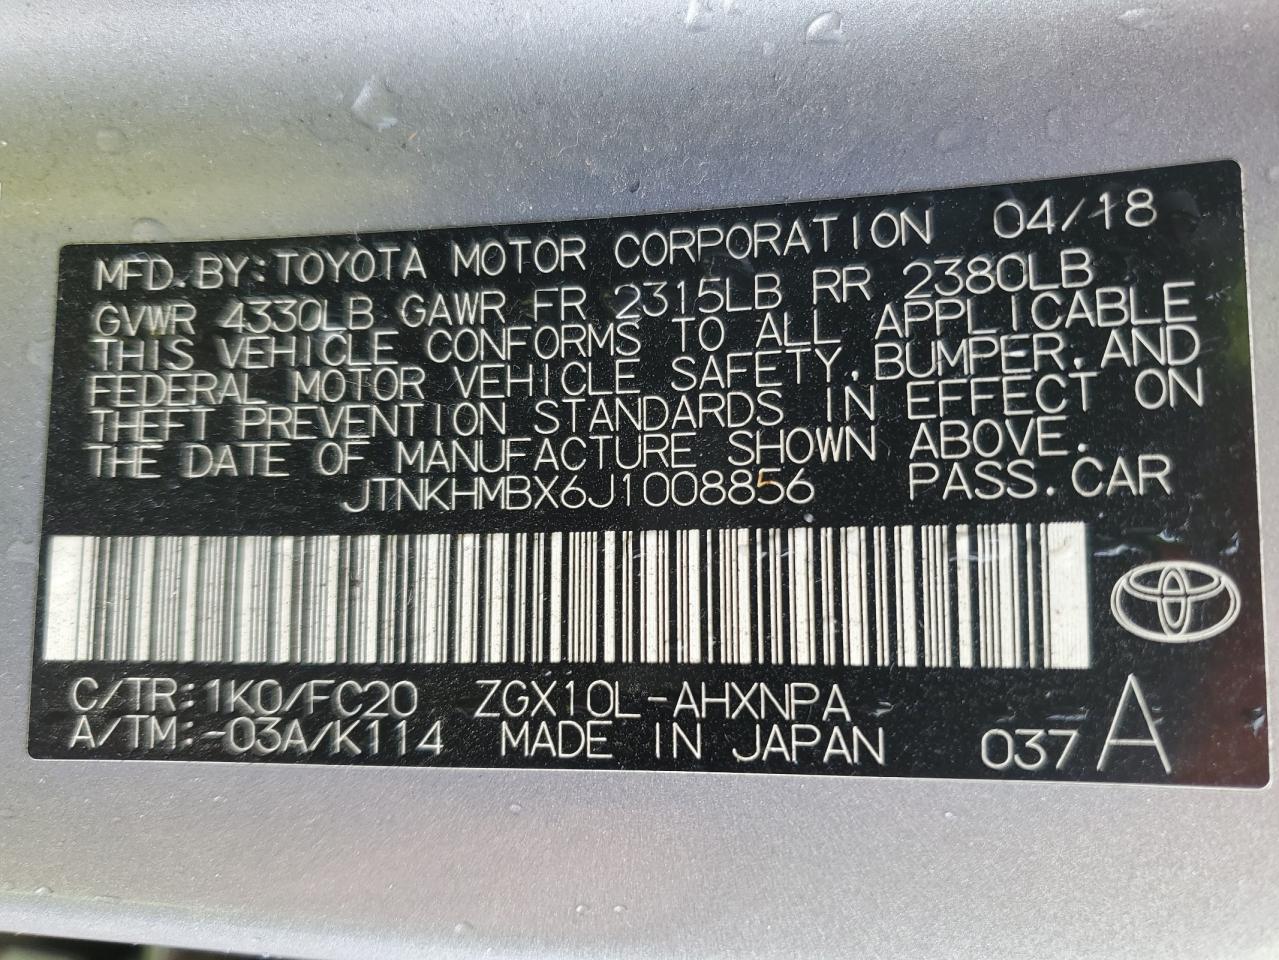 MFD. BY: TOYOTA MOTOR CORPORATION 04/18
GVWR 4330LB GAWR FR 2315LB RR 2380LB
THIS VEHICLE CONFORMS TO ALL APPLICABLE
FEDERAL MOTOR VEHICLE SAFETY. BUMPER. AND
THEFT PREVENTION STANDARDS IN EFFECT ON
THE DATE OF MANUFACTURE SHOWN ABOVE.
JTNKHMBX6J1008856 PASS. CAR
C/TR: 1K0/FC20 ZGX10L-AHXNPA
A/TM: -03A/K114 MADE IN JAPAN 037 A